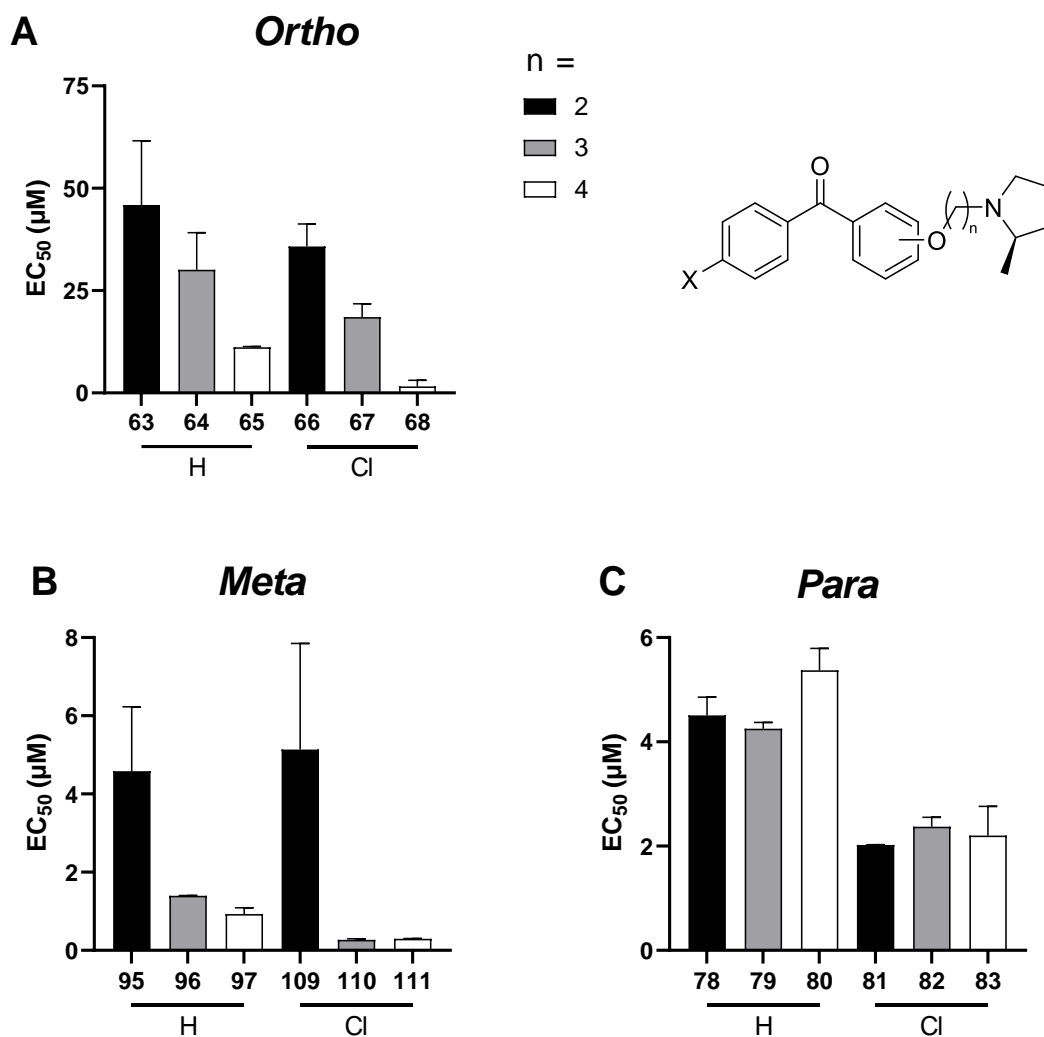 A
Ortho
75
50
25
0
EC50 (µM)
63 64 65 66 67 68
H Cl
n =
2
3
4
O
X
O
( )n
N
B
Meta
8
6
4
2
0
EC50 (µM)
95 96 97 109 110 111
H Cl
C
Para
6
4
2
0
EC50 (µM)
78 79 80 81 82 83
H Cl